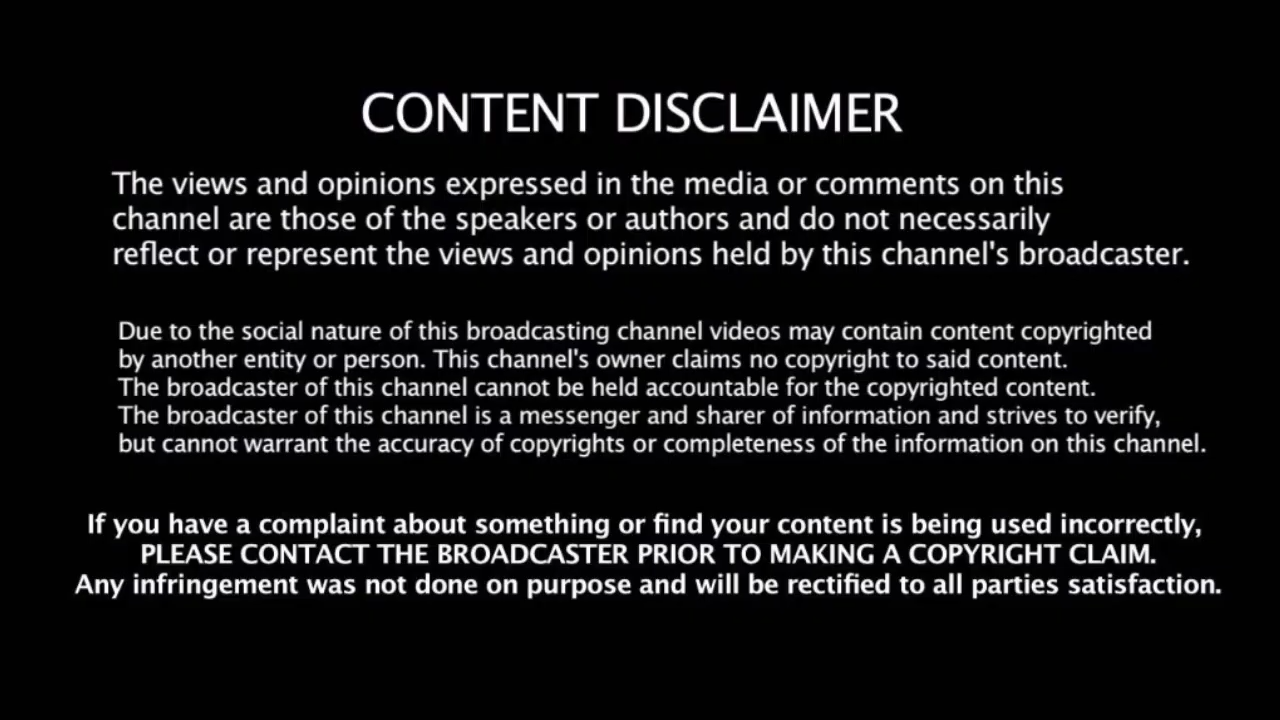 CONTENT DISCLAIMER
The views and opinions expressed in the media or comments on this
channel are those of the speakers or authors and do not necessarily
reflect or represent the views and opinions held by this channel's broadcaster.
Due to the social nature of this broadcasting channel videos may contain content copyrighted
by another entity or person. This channel's owner claims no copyright to said content.
The broadcaster of this channel cannot be held accountable for the copyrighted content.
The broadcaster of this channel is a messenger and sharer of information and strives to verify,
but cannot warrant the accuracy of copyrights or completeness of the information on this channel.
If you have a complaint about something or find your content is being used incorrectly,
PLEASE CONTACT THE BROADCASTER PRIOR TO MAKING A COPYRIGHT CLAIM.
Any infringement was not done on purpose and will be rectified to all parties satisfaction.